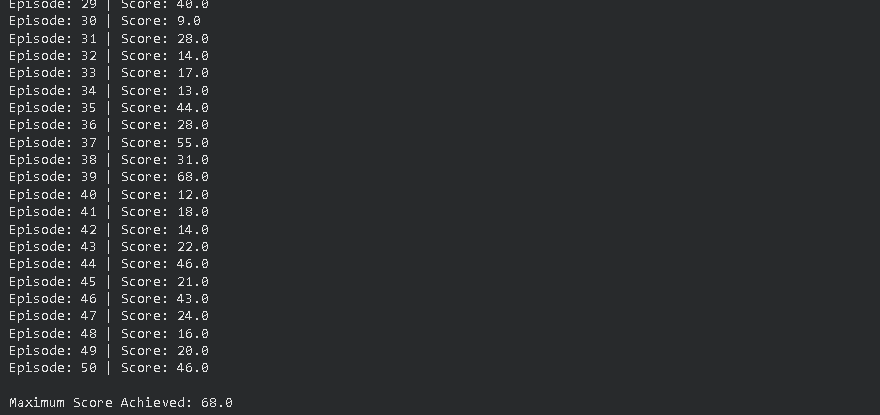 Episode: 29 | Score: 40.0
Episode: 30 | Score: 9.0
Episode: 31 | Score: 28.0
Episode: 32 | Score: 14.0
Episode: 33 | Score: 17.0
Episode: 34 | Score: 13.0
Episode: 35 | Score: 44.0
Episode: 36 | Score: 28.0
Episode: 37 | Score: 55.0
Episode: 38 | Score: 31.0
Episode: 39 | Score: 68.0
Episode: 40 | Score: 12.0
Episode: 41 | Score: 18.0
Episode: 42 | Score: 14.0
Episode: 43 | Score: 22.0
Episode: 44 | Score: 46.0
Episode: 45 | Score: 21.0
Episode: 46 | Score: 43.0
Episode: 47 | Score: 24.0
Episode: 48 | Score: 16.0
Episode: 49 | Score: 20.0
Episode: 50 | Score: 46.0
Maximum Score Achieved: 68.0